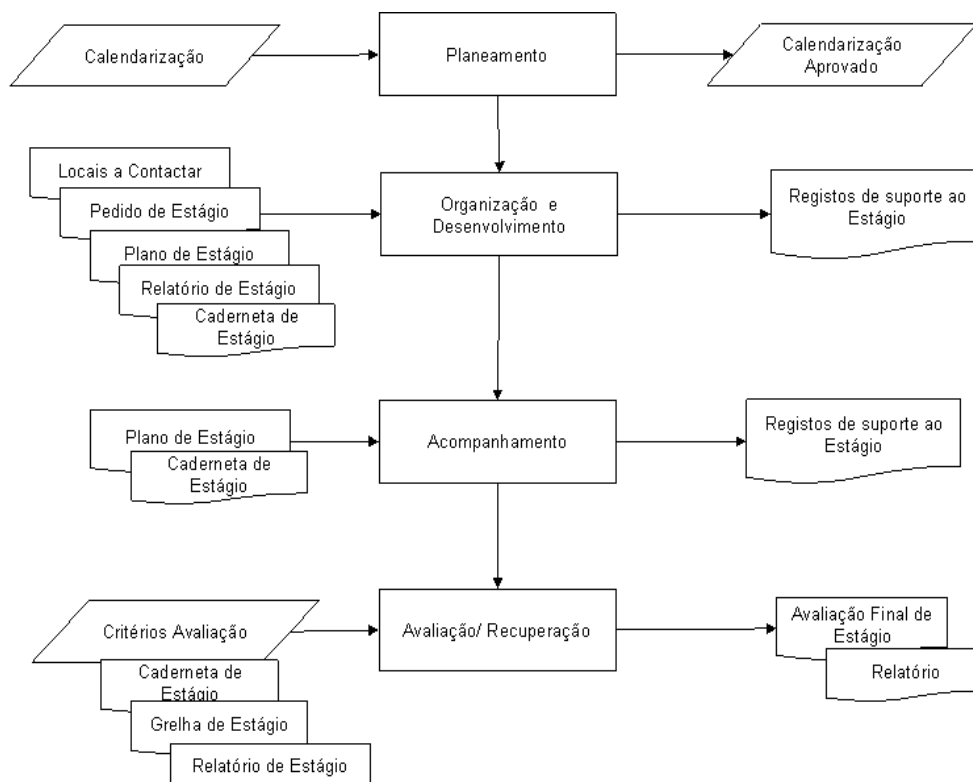 Calendarização
Planeamento
Calendarização
Aprovado
Locais a Contactar
Pedido de Estágio
Plano de Estágio
Relatório de Estágio
Caderneta de
Estágio
Organização e
Desenvolvimento
Registos de suporte ao
Estágio
Plano de Estágio
Caderneta de
Estágio
Acompanhamento
Registos de suporte ao
Estágio
Critérios Avaliação
Caderneta de
Estágio
Grelha de Estágio
Relatório de Estágio
Avaliação/ Recuperação
Avaliação Final de
Estágio
Relatório